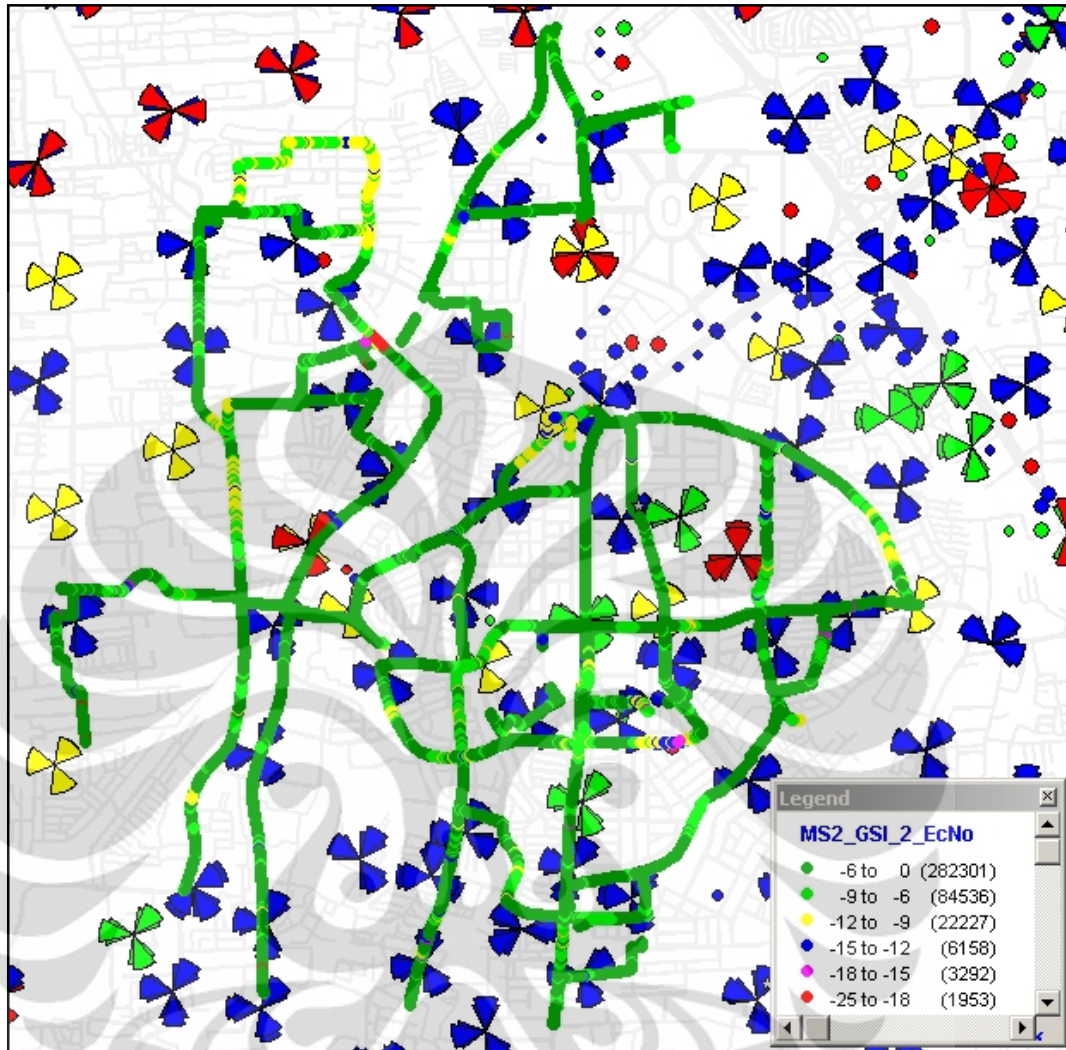 Legend
MS2_GSI_2_EcNo
-6 to 0 (282301)
-9 to -6 (84536)
-12 to -9 (22227)
-15 to -12 (6158)
-18 to -15 (3292)
-25 to -18 (1953)